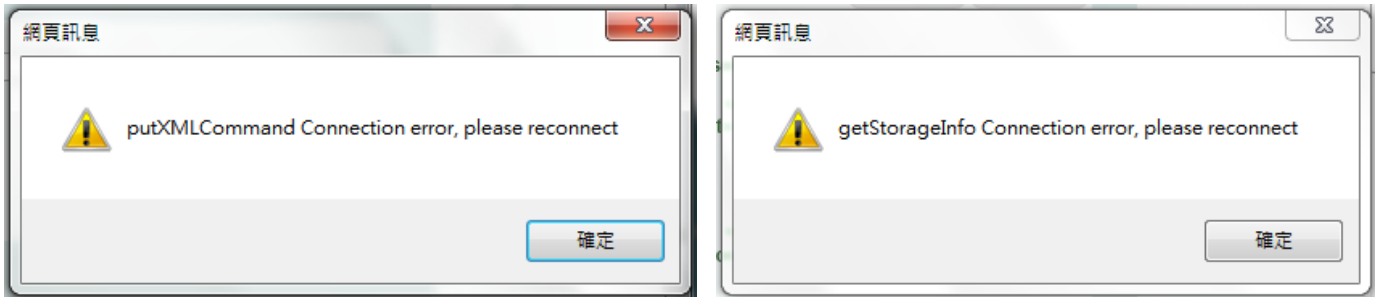 網頁訊息
putXMLCommand Connection error, please reconnect
確定
網頁訊息
getStorageInfo Connection error, please reconnect
確定